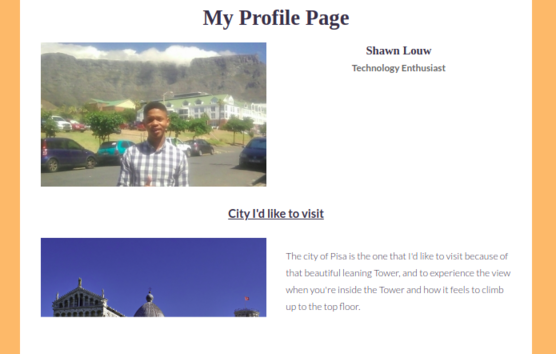 My Profile Page
Shawn Louw
Technology Enthusiast
City I'd like to visit
The city of Pisa is the one that I'd like to visit because of
that beautiful leaning Tower, and to experience the view
when you're inside the Tower and how it feels to climb
up to the top floor.